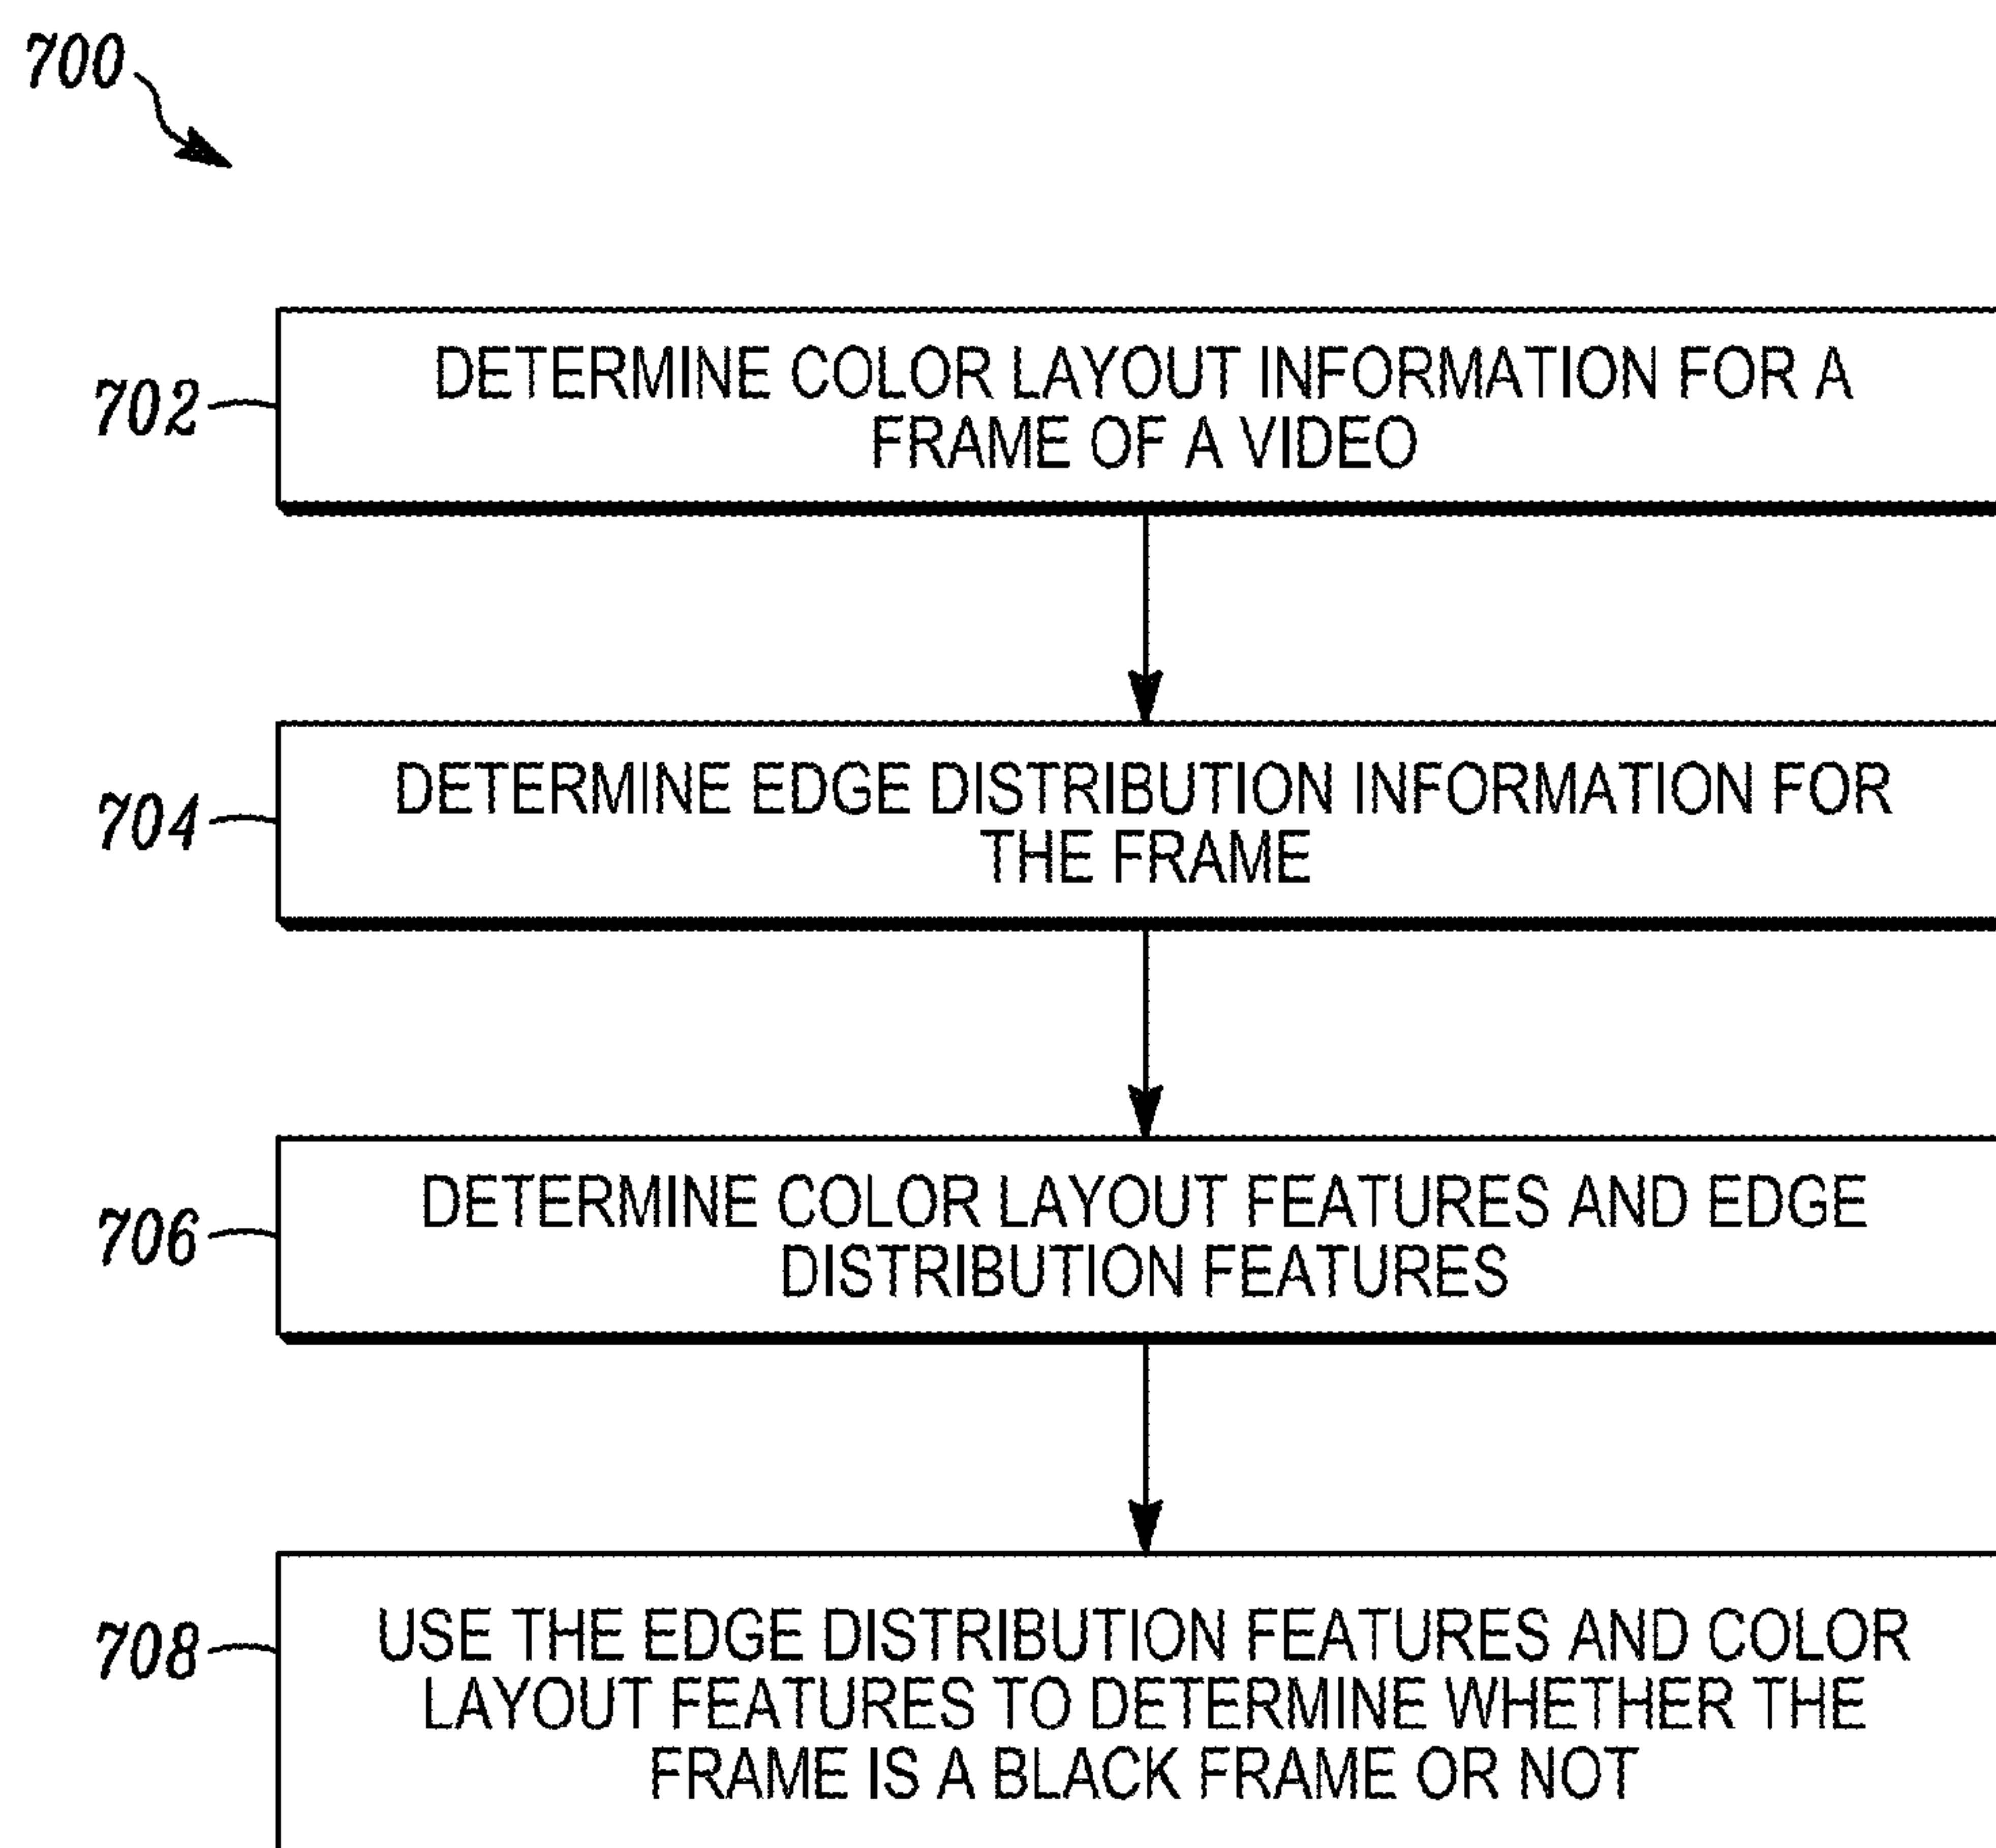 700
702
DETERMINE COLOR LAYOUT INFORMATION FOR A
FRAME OF A VIDEO
704
DETERMINE EDGE DISTRIBUTION INFORMATION FOR
THE FRAME
706
DETERMINE COLOR LAYOUT FEATURES AND EDGE
DISTRIBUTION FEATURES
708
USE THE EDGE DISTRIBUTION FEATURES AND COLOR
LAYOUT FEATURES TO DETERMINE WHETHER THE
FRAME IS A BLACK FRAME OR NOT